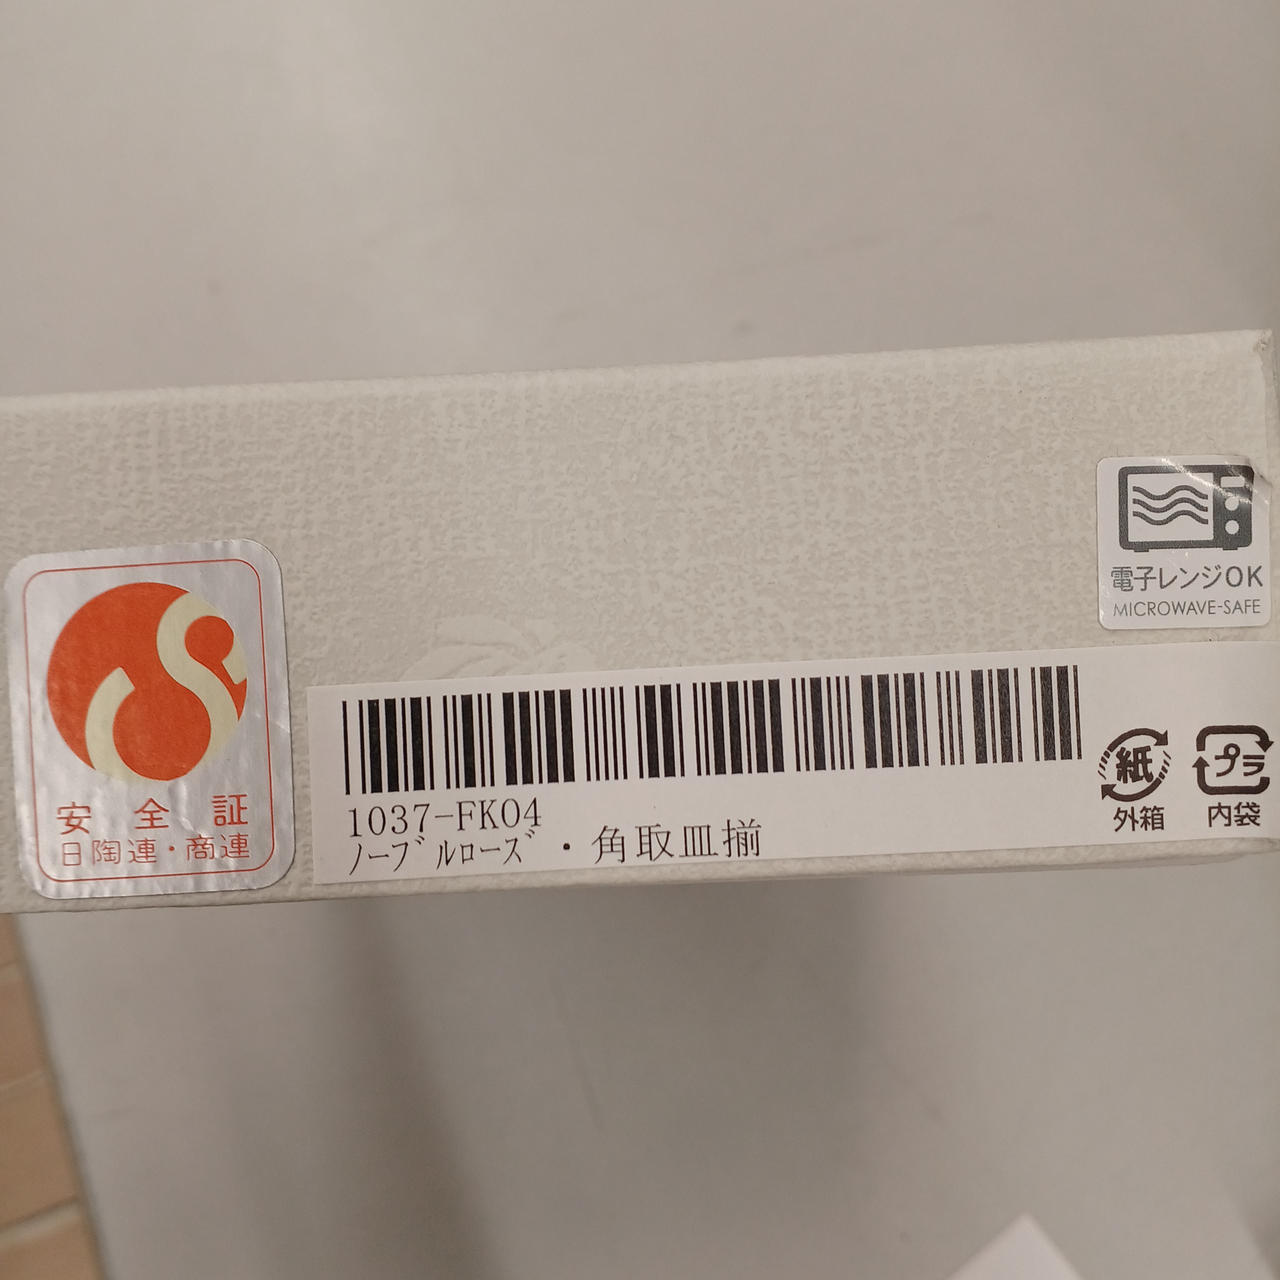 電子レンジOK
MICROWAVE-SAFE
安全証
日陶連・商連
1037-FK04
ノーブルローズ・角取皿揃
紙
外箱
プラ
内袋